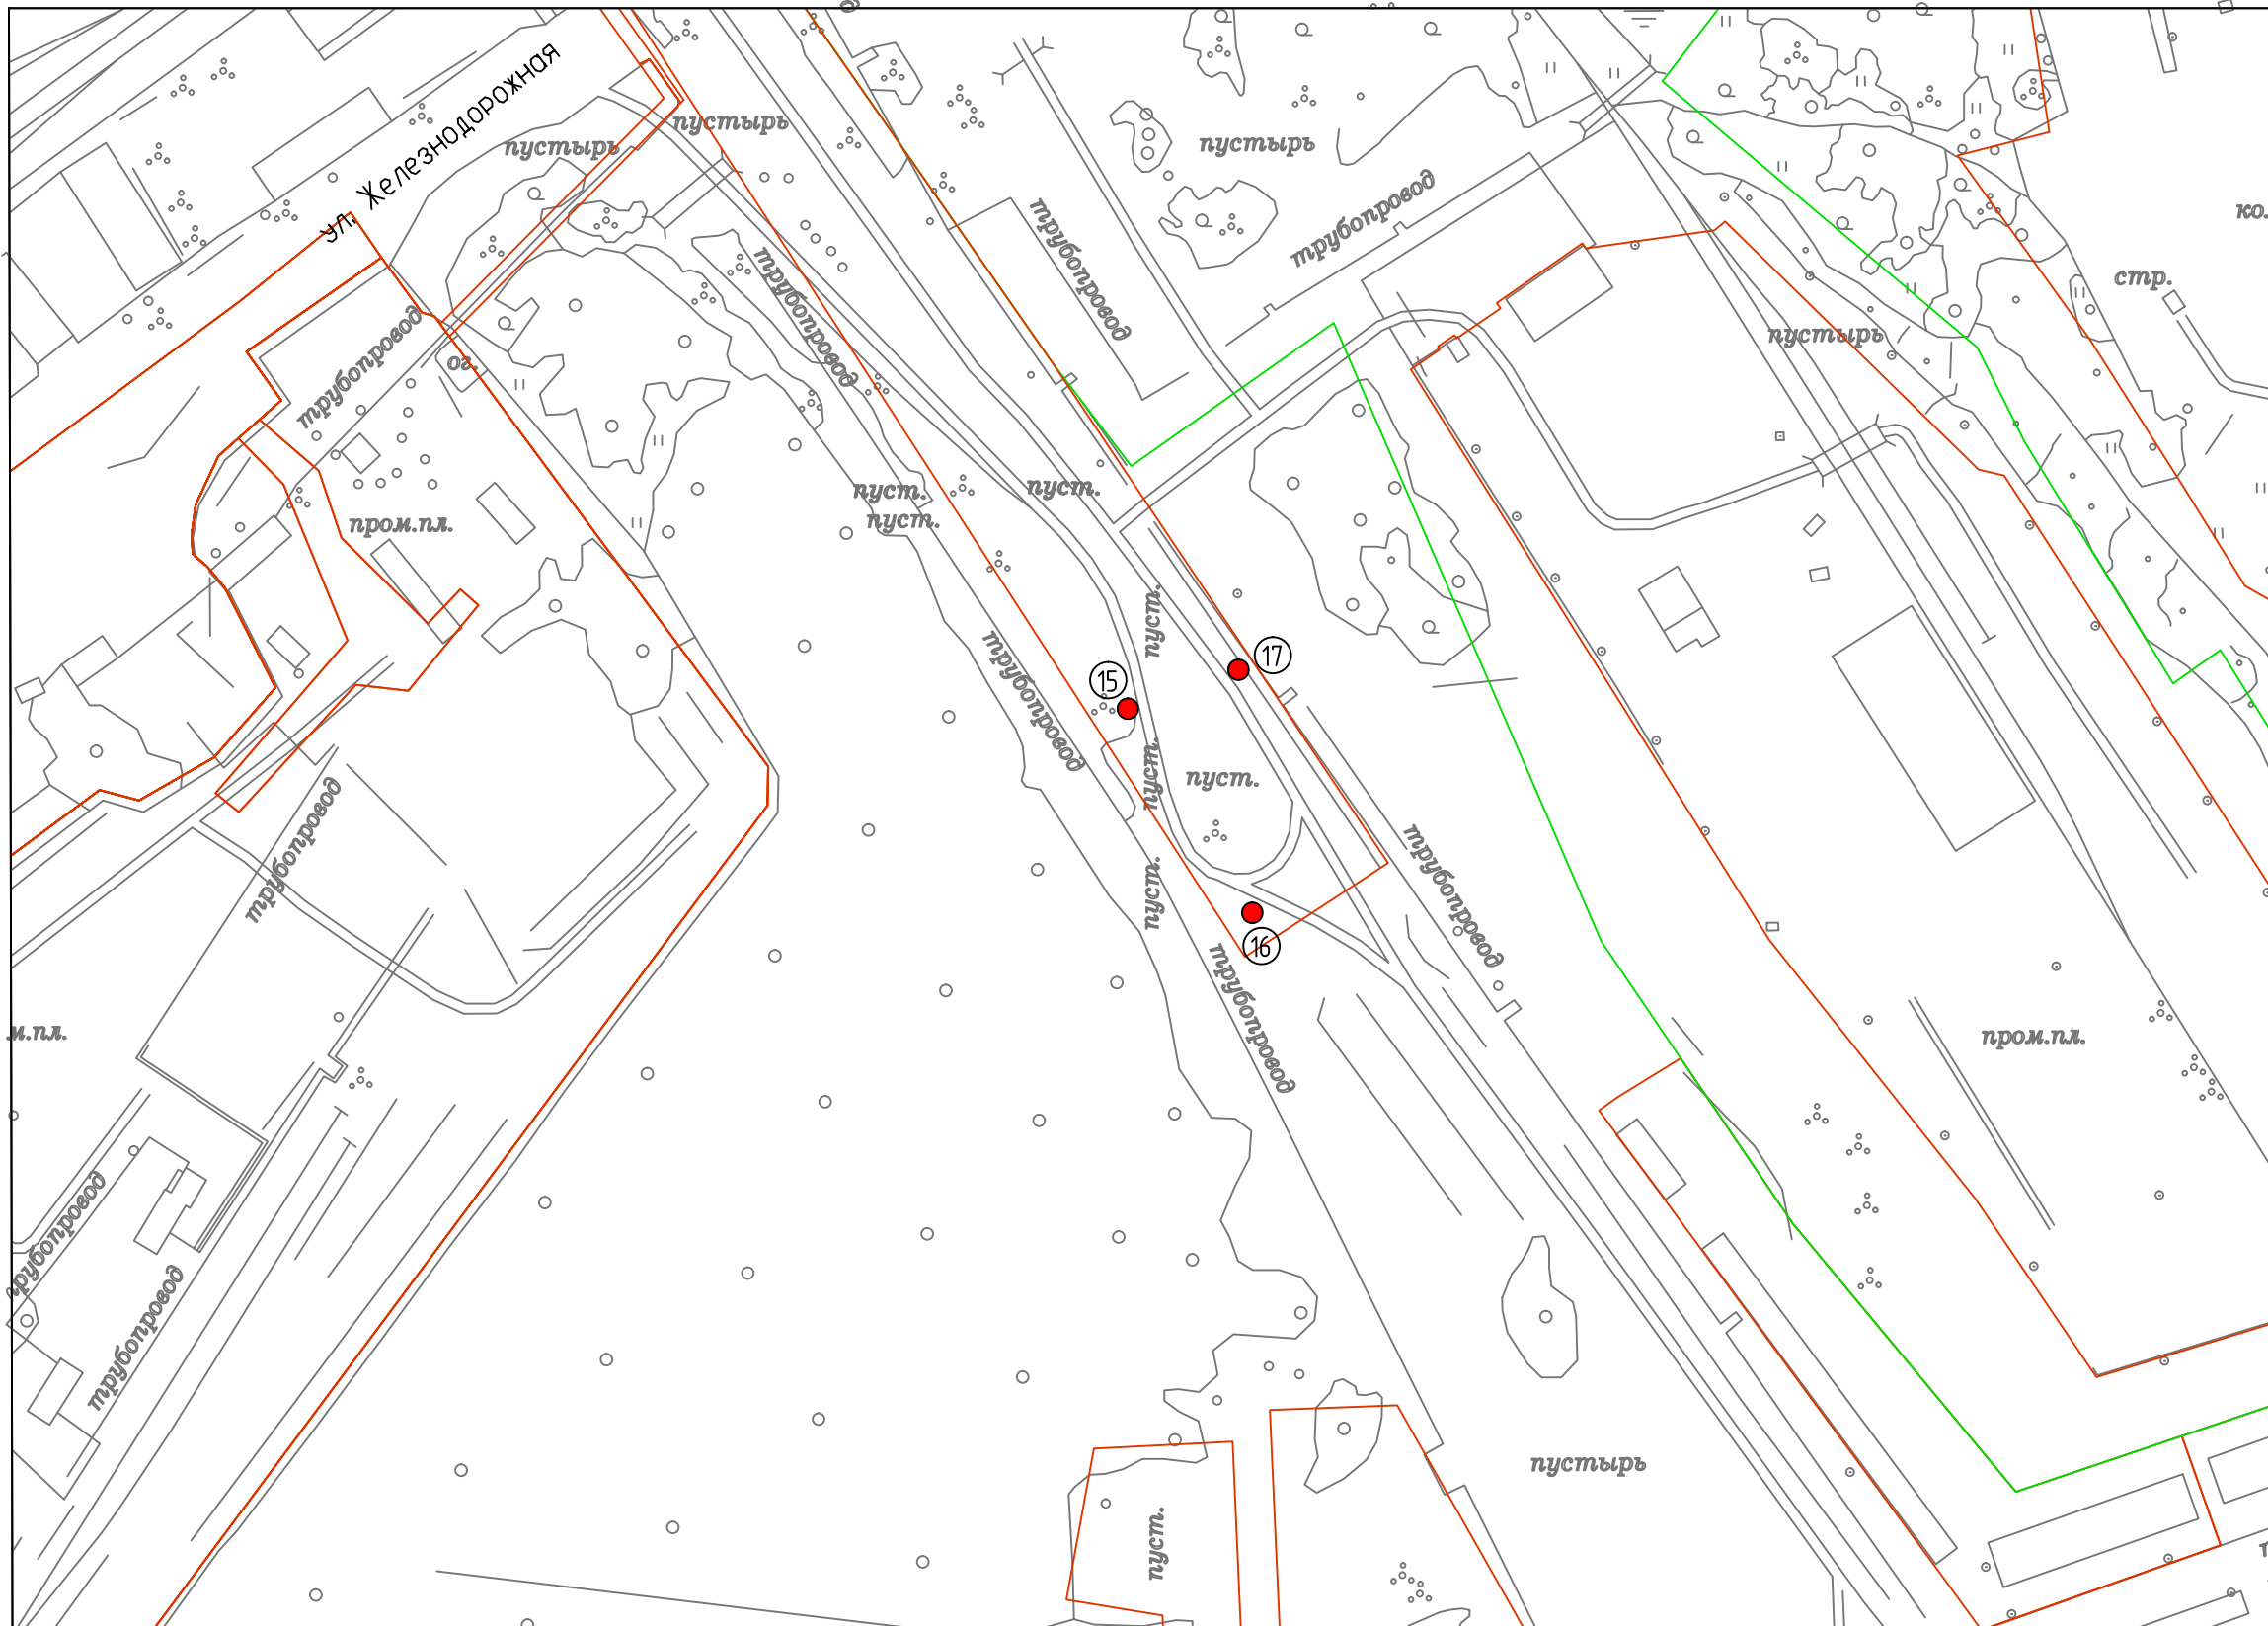 ул. Железнодорожная
пустырь
пустырь
пустырь
трубопровод
трубопровод
ко.
стр.
пустырь
трубопровод
трубопровод
ог.
пуст.
пуст.
пуст.
пром.пл.
пуст.
17
15
трубопровод
пуст.
пуст.
трубопровод
трубопровод
пуст.
16
трубопровод
м.пл.
пром.пл.
трубопровод
трубопровод
пустырь
пуст.